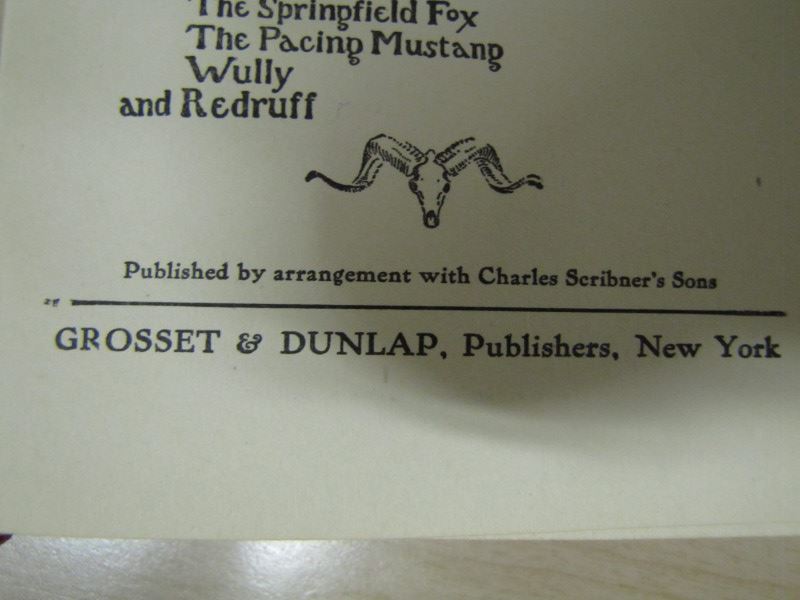 The Springfield Fox
The Pacing Mustang
Wully
and Redruff
Published by arrangement with Charles Scribner's Sons
GROSSET & DUNLAP, Publishers, New York